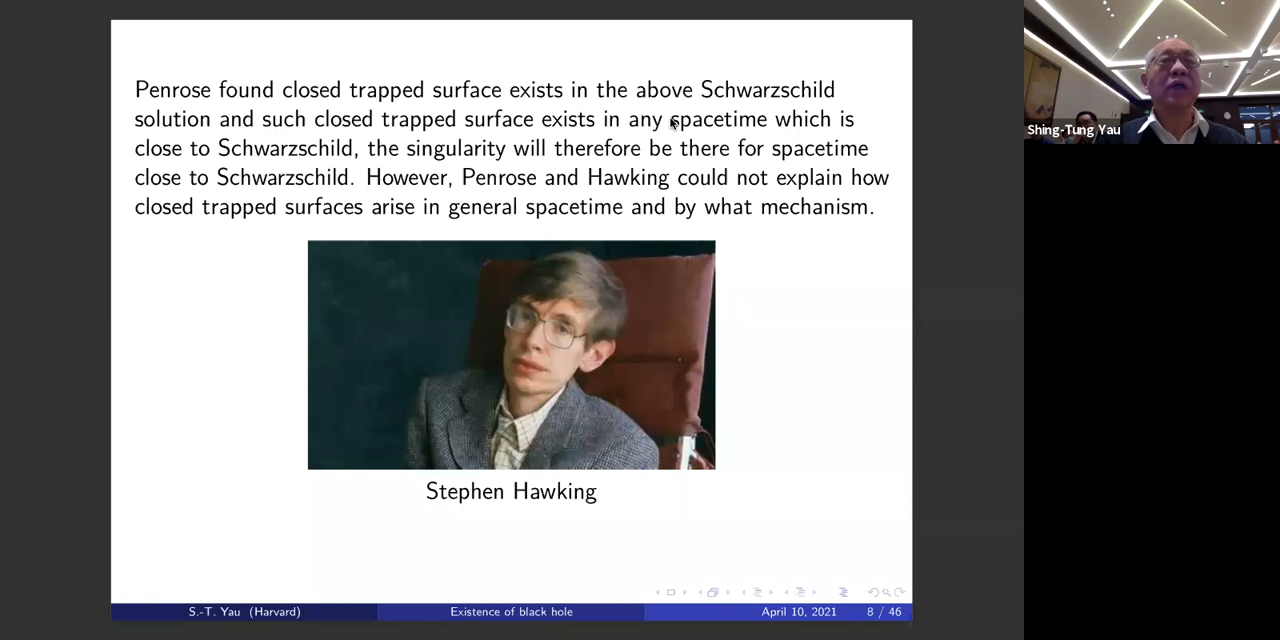 Penrose found closed trapped surface exists in the above Schwarzschild
solution and such closed trapped surface exists in any spacetime which is
close to Schwarzschild, the singularity will therefore be there for spacetime
close to Schwarzschild. However, Penrose and Hawking could not explain how
closed trapped surfaces arise in general spacetime and by what mechanism.
Stephen Hawking
S.-T. Yau (Harvard)
Existence of black hole
April 10, 2021
8 / 46
Shing-Tung Yau